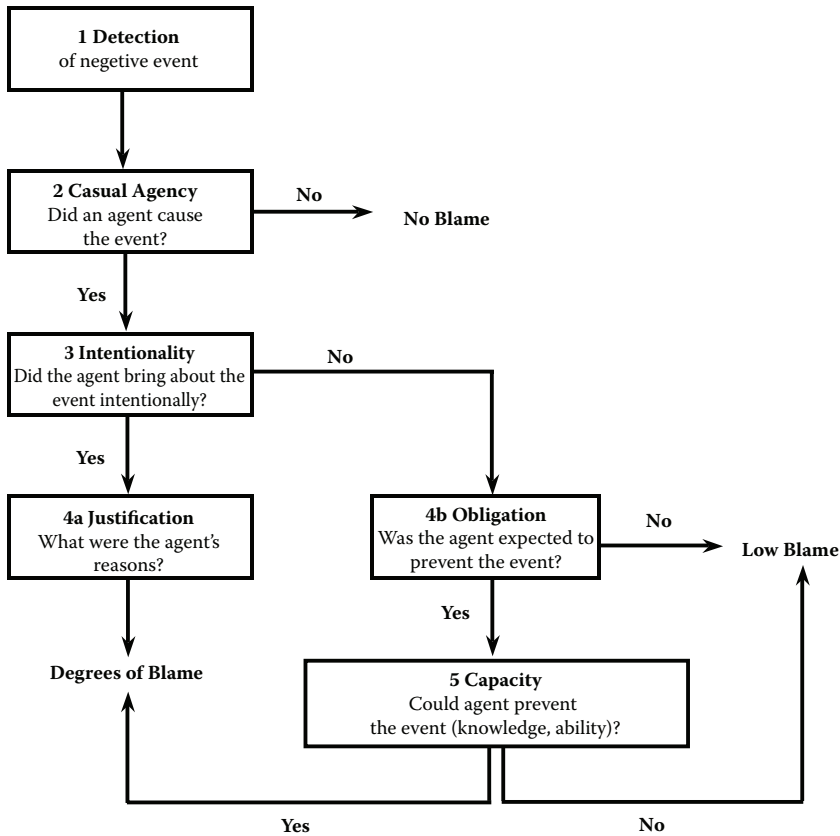 1 Detection
of negetive event
2 Casual Agency
Did an agent cause
the event?
No
No Blame
Yes
3 Intentionality
Did the agent bring about the
event intentionally?
No
Yes
4a Justification
What were the agent's
reasons?
4b Obligation
Was the agent expected to
prevent the event?
No
Low Blame
Yes
Degrees of Blame
5 Capacity
Could agent prevent
the event (knowledge, ability)?
Yes
No